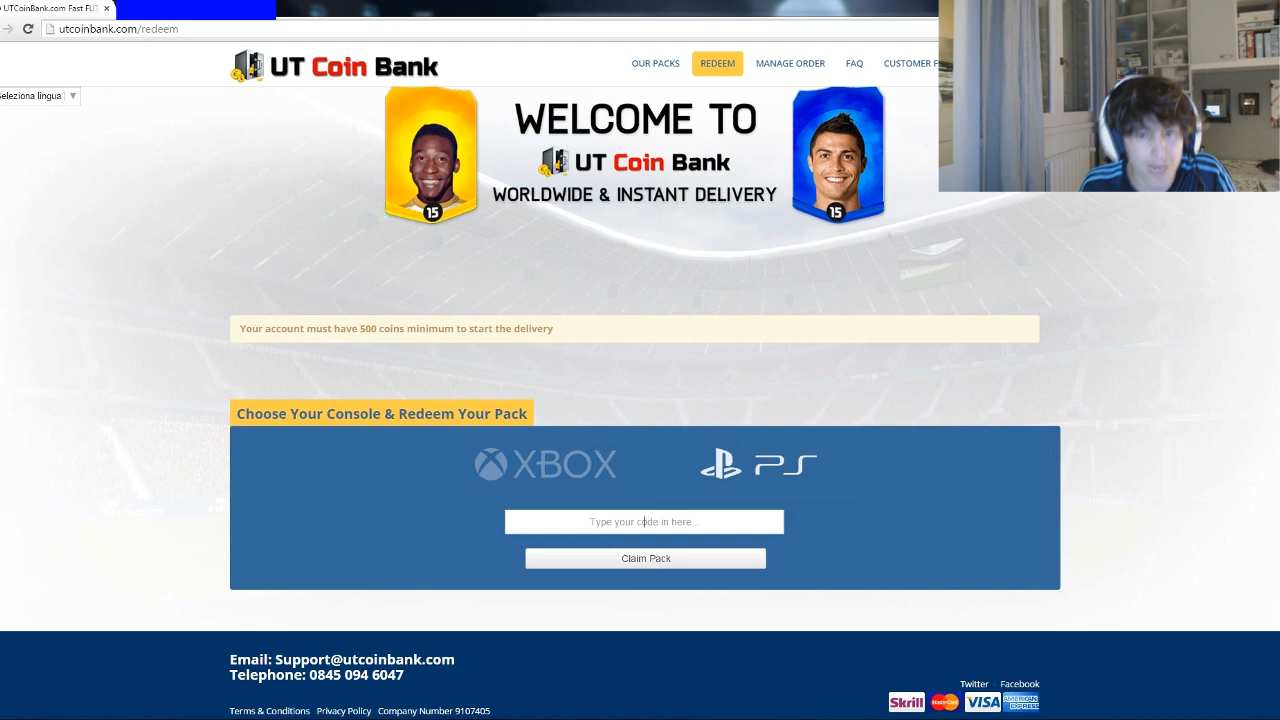 UTCoinBank.com Fast FUT
utcoinbank.com/redeem
UT Coin Bank
OUR PACKS
REDEEM
MANAGE ORDER
FAQ
CUSTOMER F
Seleziona lingua
WELCOME TO
UT Coin Bank
WORLDWIDE & INSTANT DELIVERY
15
15
Your account must have 500 coins minimum to start the delivery
Choose Your Console & Redeem Your Pack
XBOX
PS
Type your code in here...
Claim Pack
Email: Support@utcoinbank.com
Telephone: 0845 094 6047
Twitter - Facebook
Skrill MasterCard VISA AMERICAN EXPRESS
Terms & Conditions Privacy Policy Company Number 9107405